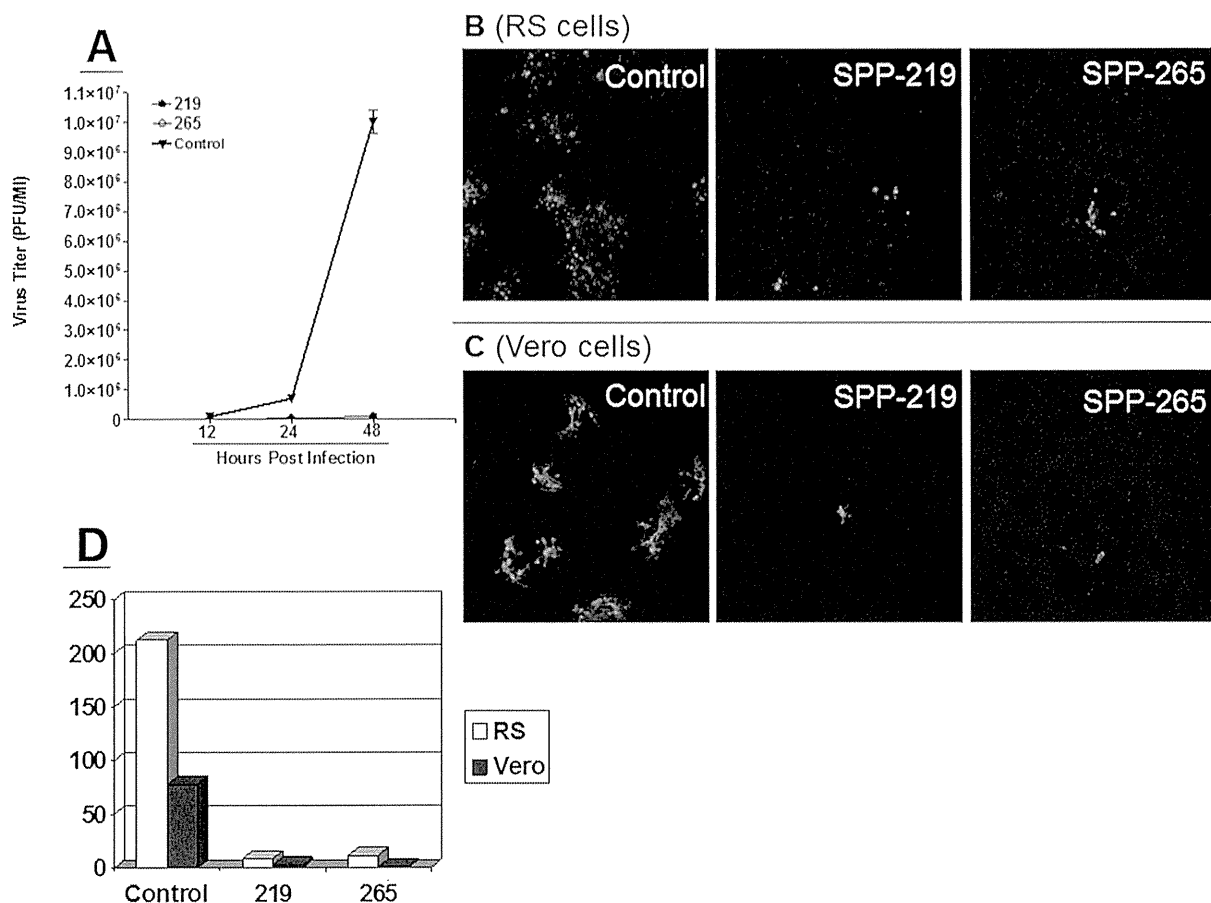 A
1.1×10⁷
1.0×10⁷
9.0×10⁶
8.0×10⁶
7.0×10⁶
6.0×10⁶
5.0×10⁶
4.0×10⁶
3.0×10⁶
2.0×10⁶
1.0×10⁶
0
Virus Titer (PFU/Ml)
219
265
Control
12 24 48
Hours Post Infection
B (RS cells)
Control
SPP-219
SPP-265
C (Vero cells)
Control
SPP-219
SPP-265
D
250
200
150
100
50
0
Control 219 265
RS
Vero